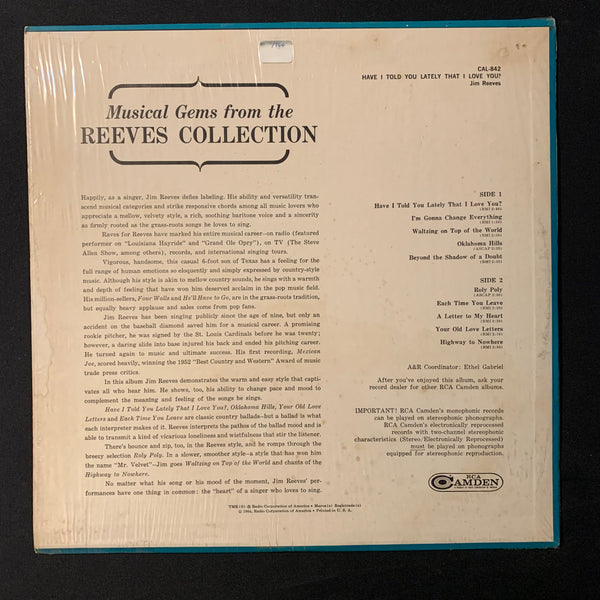 CAL-842
HAVE I TOLD YOU LATELY THAT I LOVE YOU?
Jim Reeves
Musical Gems from the
REEVES COLLECTION
Happily, as a singer, Jim Reeves defies labeling. His ability and versatility tran-
scend musical categories and strike responsive chords among all music lovers who
appreciate a mellow, velvety style, a rich, soothing baritone voice and a sincerity
as firmly rooted as the grass-roots songs he loves to sing.
Raves for Reeves have marked his entire musical career—on radio (featured
performer on "Louisiana Hayride" and "Grand Ole Opry"), on TV (The Steve
Allen Show, among others), records, and international singing tours.
Vigorous, handsome, this casual 6-foot son of Texas has a feeling for the
full range of human emotions so eloquently and simply expressed by country-style
music. Although his style is akin to mellow country sounds, he sings with a warmth
and depth of feeling that have won him deserved acclaim in the pop music field.
His million-sellers, Four Walls and He'll Have to Go, are in the grass-roots tradition,
but equally heavy applause and sales come from pop fans.
Jim Reeves has been singing publicly since the age of nine, but only an
accident on the baseball diamond saved him for a musical career. A promising
rookie pitcher, he was signed by the St. Louis Cardinals before he was twenty;
however, a daring slide into base injured his back and ended his pitching career.
He turned again to music and ultimate success. His first recording, Mexican
Joe, scored heavily, winning the 1952 "Best Country and Western" Award of music
trade press critics.
In this album Jim Reeves demonstrates the warm and easy style that capti-
vates all who hear him. He shows, too, his ability to change pace and mood to
complement the meaning and feeling of the songs he sings.
Have I Told You Lately That I Love You?, Oklahoma Hills, Your Old Love
Letters and Each Time You Leave are classic country ballads—but a ballad is what
each interpreter makes of it. Reeves interprets the pathos of the ballad mood and is
able to transmit a kind of vicarious loneliness and wistfulness that stir the listener.
There's bounce and zip, too, in the Reeves style, and he romps through the
breezy selection Roly Poly. In a slower, smoother style—a style that has won him
the name "Mr. Velvet"—Jim goes Waltzing on Top of the World and chants of the
Highway to Nowhere.
No matter what his song or his mood of the moment, Jim Reeves' per-
formances have one thing in common: the "heart" of a singer who loves to sing.
TMK(S) ® Radio Corporation of America • Marca(s) Registrada(s)
© 1964, Radio Corporation of America • Printed in U. S. A.
SIDE 1
Have I Told You Lately That I Love You?
I'm Gonna Change Everything
Waltzing on Top of the World
Oklahoma Hills
Beyond the Shadow of a Doubt
SIDE 2
Roly Poly
Each Time You Leave
A Letter to My Heart
Your Old Love Letters
Highway to Nowhere
A&R Coordinator: Ethel Gabriel
After you've enjoyed this album, ask your
record dealer for other RCA Camden albums.
IMPORTANT! RCA Camden's monophonic records
can be played on stereophonic phonographs.
RCA Camden's electronically reprocessed
records with two-channel stereophonic
characteristics (Stereo/Electronically Reprocessed)
must be played on phonographs
equipped for stereophonic reproduction.
RCA
CAMDEN